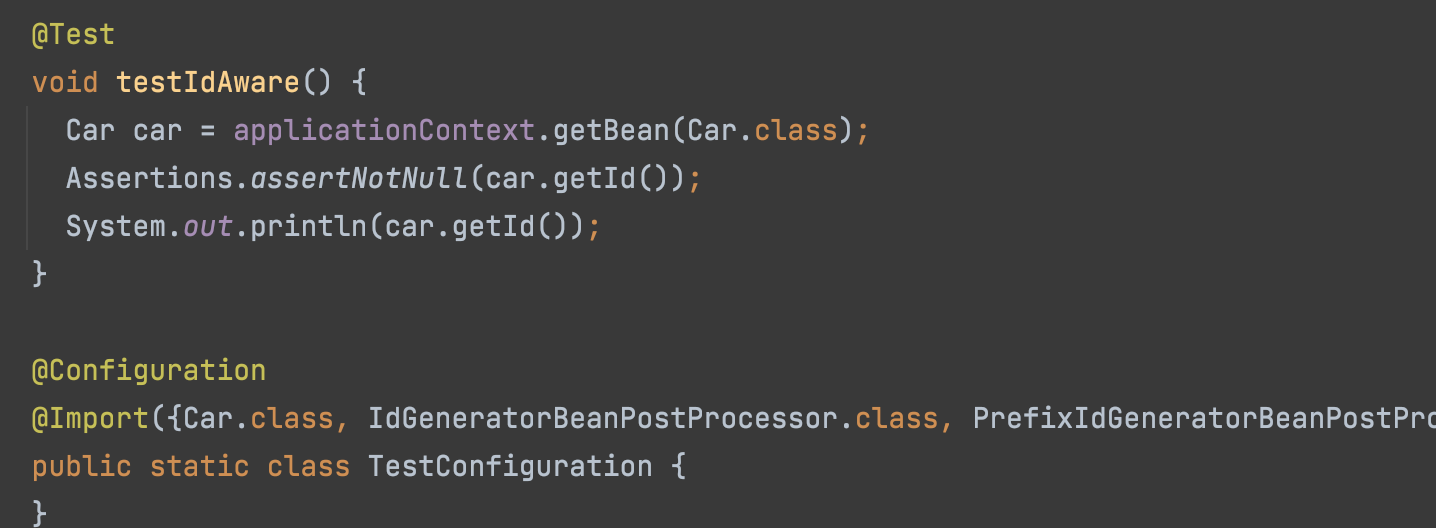 @Test
void testIdAware() {
Car car = applicationContext.getBean(Car.class);
Assertions.assertNotNull(car.getId());
System.out.println(car.getId());
}
@Configuration
@Import({Car.class, IdGeneratorBeanPostProcessor.class, PrefixIdGeneratorBeanPostPro
public static class TestConfiguration {
}